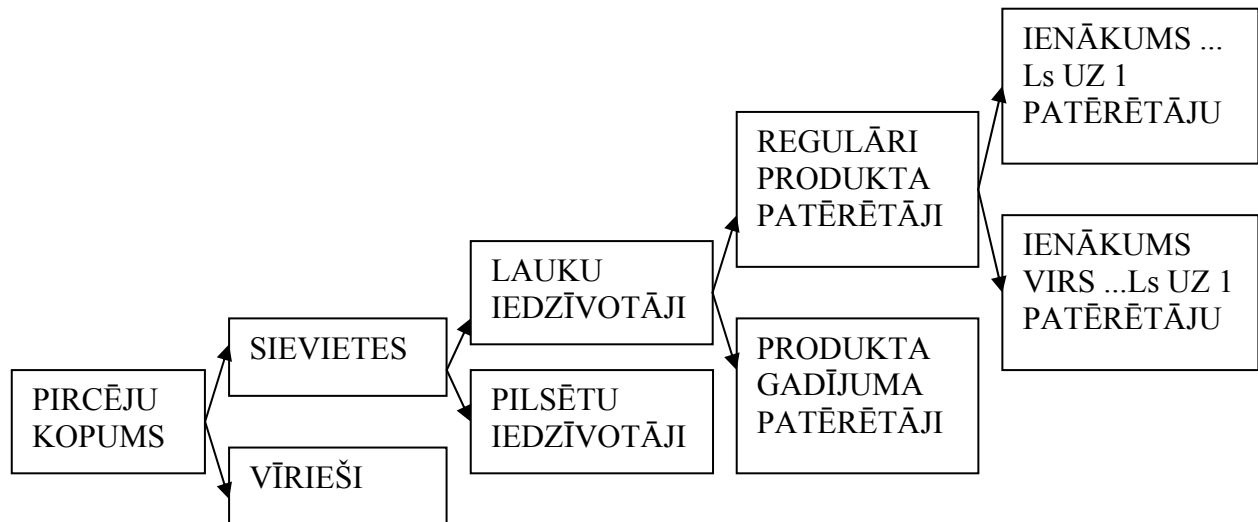 PIRCĒJU
KOPUMS
SIEVIETES
VĪRIEŠI
LAUKU
IEDZĪVOTĀJI
PILSĒTU
IEDZĪVOTĀJI
REGULĀRI
PRODUKTA
PATĒRĒTĀJI
PRODUKTA
GADĪJUMA
PATĒRĒTĀJI
IENĀKUMS ...
Ls UZ 1
PATĒRĒTĀJU
IENĀKUMS
VIRS ...Ls UZ 1
PATĒRĒTĀJU